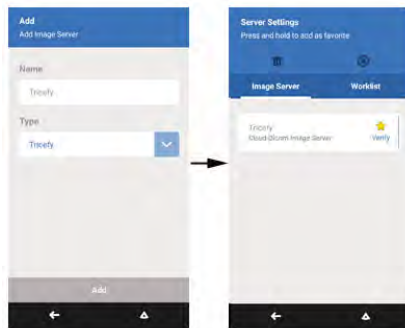 Add
Add Image Server
Name
Tricefy
Type
Tricefy
Add
Server Settings
Press and hold to add as favorite
Image Server
Worklist
Tricefy
Cloud Dicom Image Server
Verify